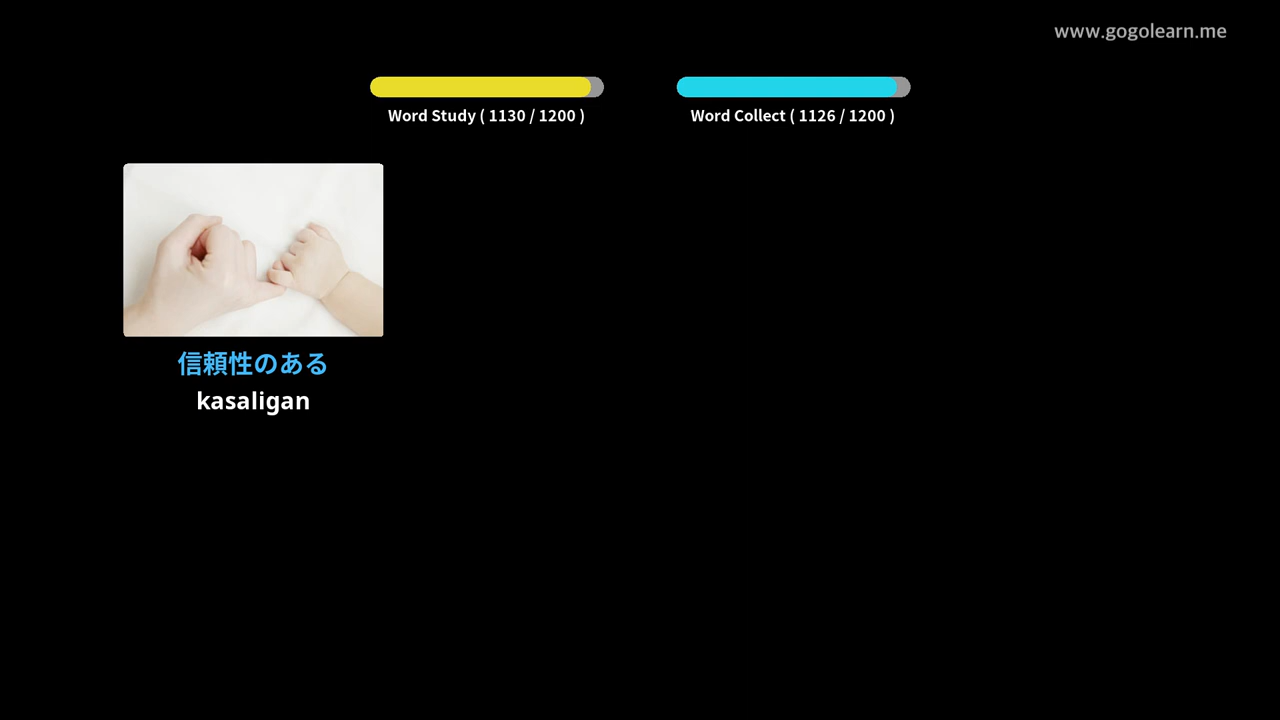 www.gogolearn.me
Word Study ( 1130 / 1200 )
Word Collect ( 1126 / 1200 )
信頼性のある
kasaligan